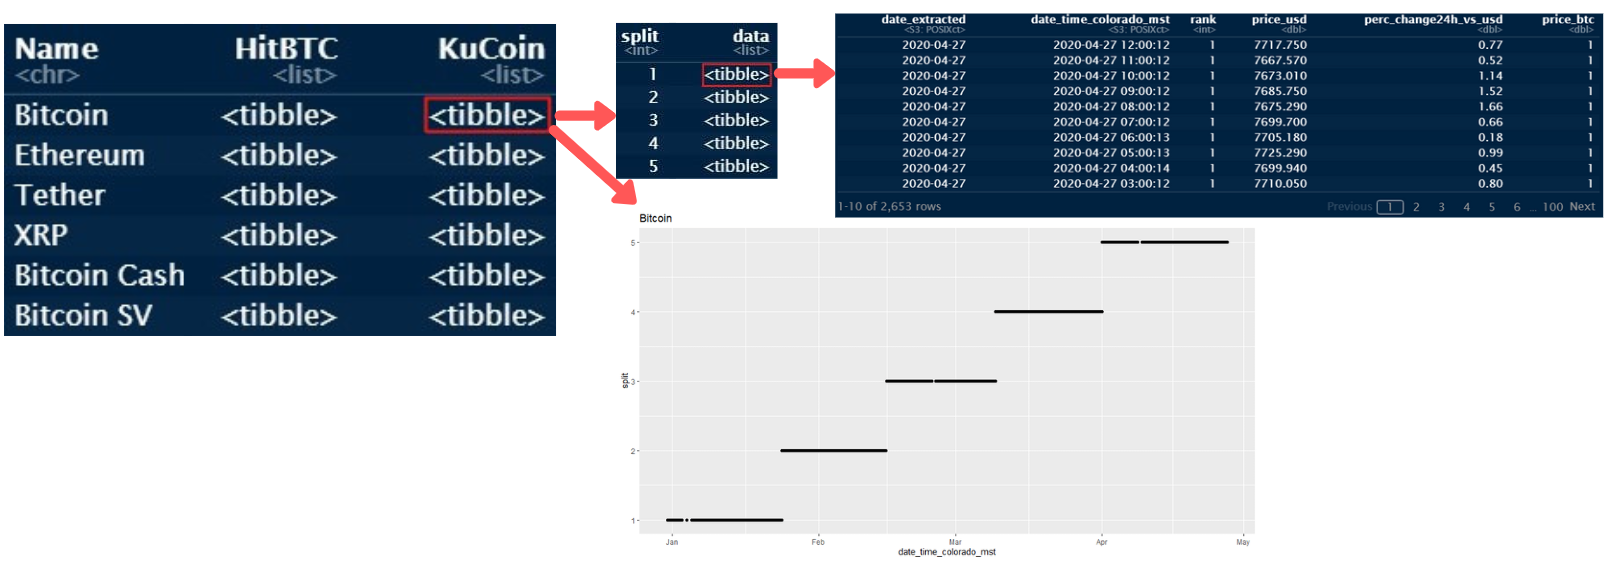 Name HitBTC KuCoin
<chr> <list> <list>
Bitcoin <tibble> <tibble>
Ethereum <tibble> <tibble>
Tether <tibble> <tibble>
XRP <tibble> <tibble>
Bitcoin Cash <tibble> <tibble>
Bitcoin SV <tibble> <tibble>
split data
<int> <list>
1 <tibble>
2 <tibble>
3 <tibble>
4 <tibble>
5 <tibble>
date_extracted date_time_colorado_mst rank price_usd perc_change24h_vs_usd price_btc
<S3: POSIXct> <S3: POSIXct> <int> <dbl> <dbl> <dbl>
2020-04-27 2020-04-27 12:00:12 1 7717.750 0.77 1
2020-04-27 2020-04-27 11:00:12 1 7667.570 0.52 1
2020-04-27 2020-04-27 10:00:12 1 7673.010 1.14 1
2020-04-27 2020-04-27 09:00:12 1 7685.750 1.52 1
2020-04-27 2020-04-27 08:00:12 1 7675.290 1.66 1
2020-04-27 2020-04-27 07:00:12 1 7699.700 0.66 1
2020-04-27 2020-04-27 06:00:13 1 7705.180 0.18 1
2020-04-27 2020-04-27 05:00:13 1 7725.290 0.99 1
2020-04-27 2020-04-27 04:00:14 1 7699.940 0.45 1
2020-04-27 2020-04-27 03:00:12 1 7710.050 0.80 1
1-10 of 2,653 rows Previous 1 2 3 4 5 6 ... 100 Next
Bitcoin
5
4
split
3
2
1
Jan Feb Mar Apr May
date_time_colorado_mst